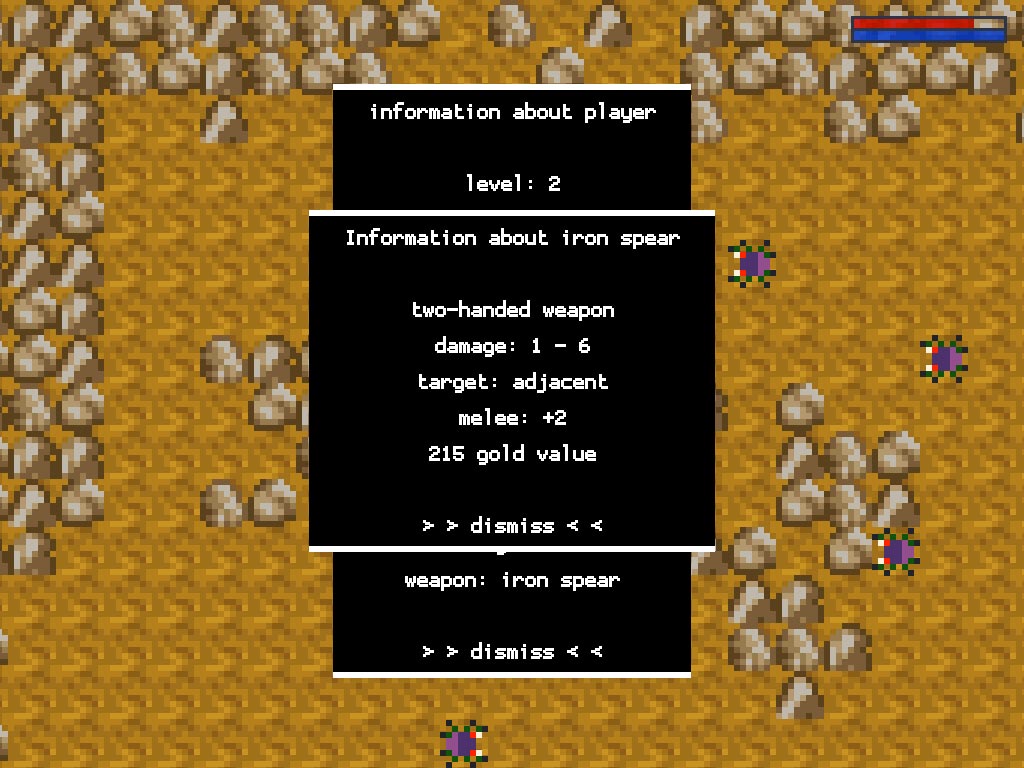 information about player
level: 2
Information about iron spear
two-handed weapon
damage: 1 - 6
target: adjacent
melee: +2
215 gold value
> > dismiss < <
weapon: iron spear
> > dismiss < <